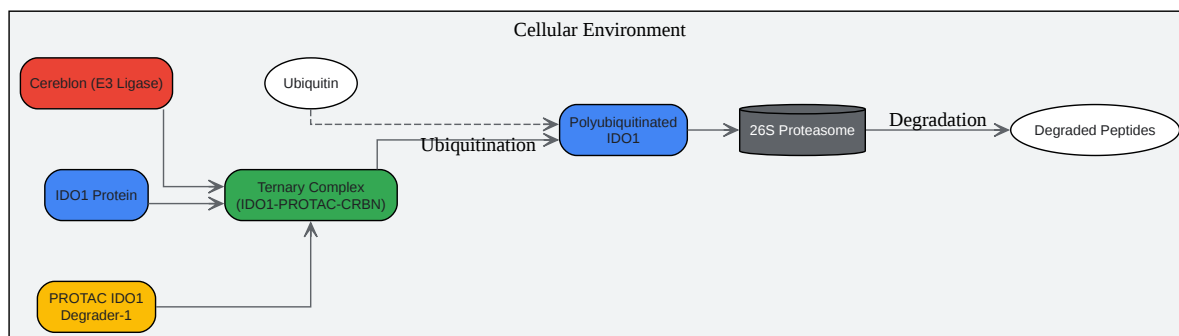 Cellular Environment
Cereblon (E3 Ligase)
Ubiquitin
Polyubiquitinated
IDO1
26S Proteasome
Degradation
Degraded Peptides
Ubiquitination
IDO1 Protein
Ternary Complex
(IDO1-PROTAC-CRBN)
PROTAC IDO1
Degrader-1